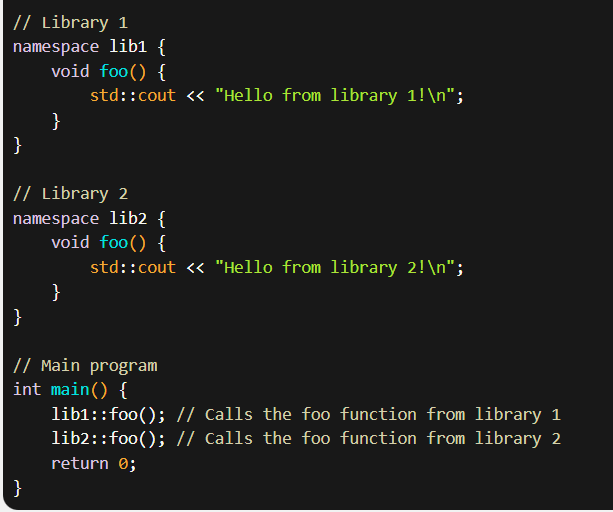 // Library 1
namespace lib1 {
    void foo() {
        std::cout << "Hello from library 1!\n";
    }
}

// Library 2
namespace lib2 {
    void foo() {
        std::cout << "Hello from library 2!\n";
    }
}

// Main program
int main() {
    lib1::foo(); // Calls the foo function from library 1
    lib2::foo(); // Calls the foo function from library 2
    return 0;
}